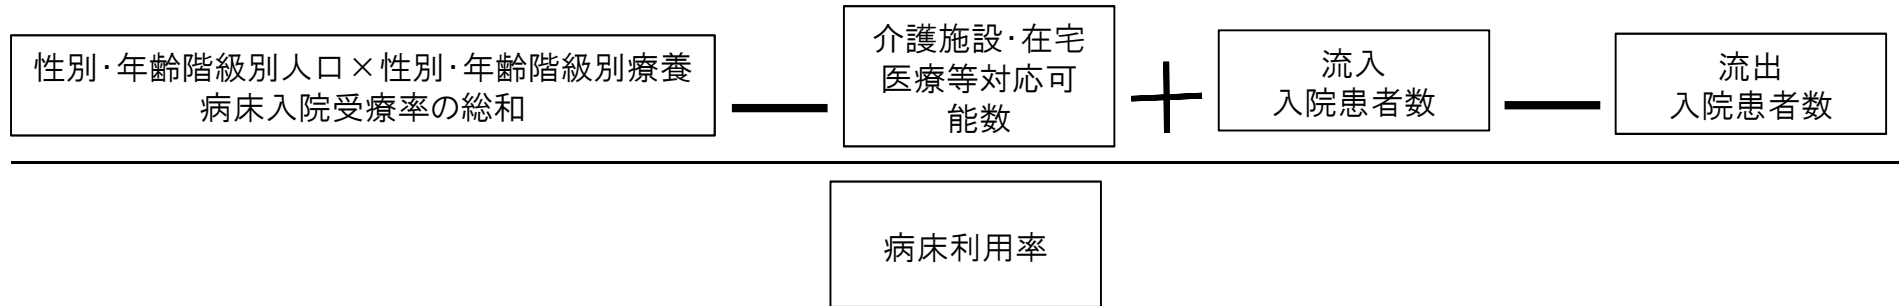 性別・年齢階級別人口×性別・年齢階級別療養
病床入院受療率の総和
介護施設・在宅
医療等対応可
能数
流入
入院患者数
流出
入院患者数
病床利用率